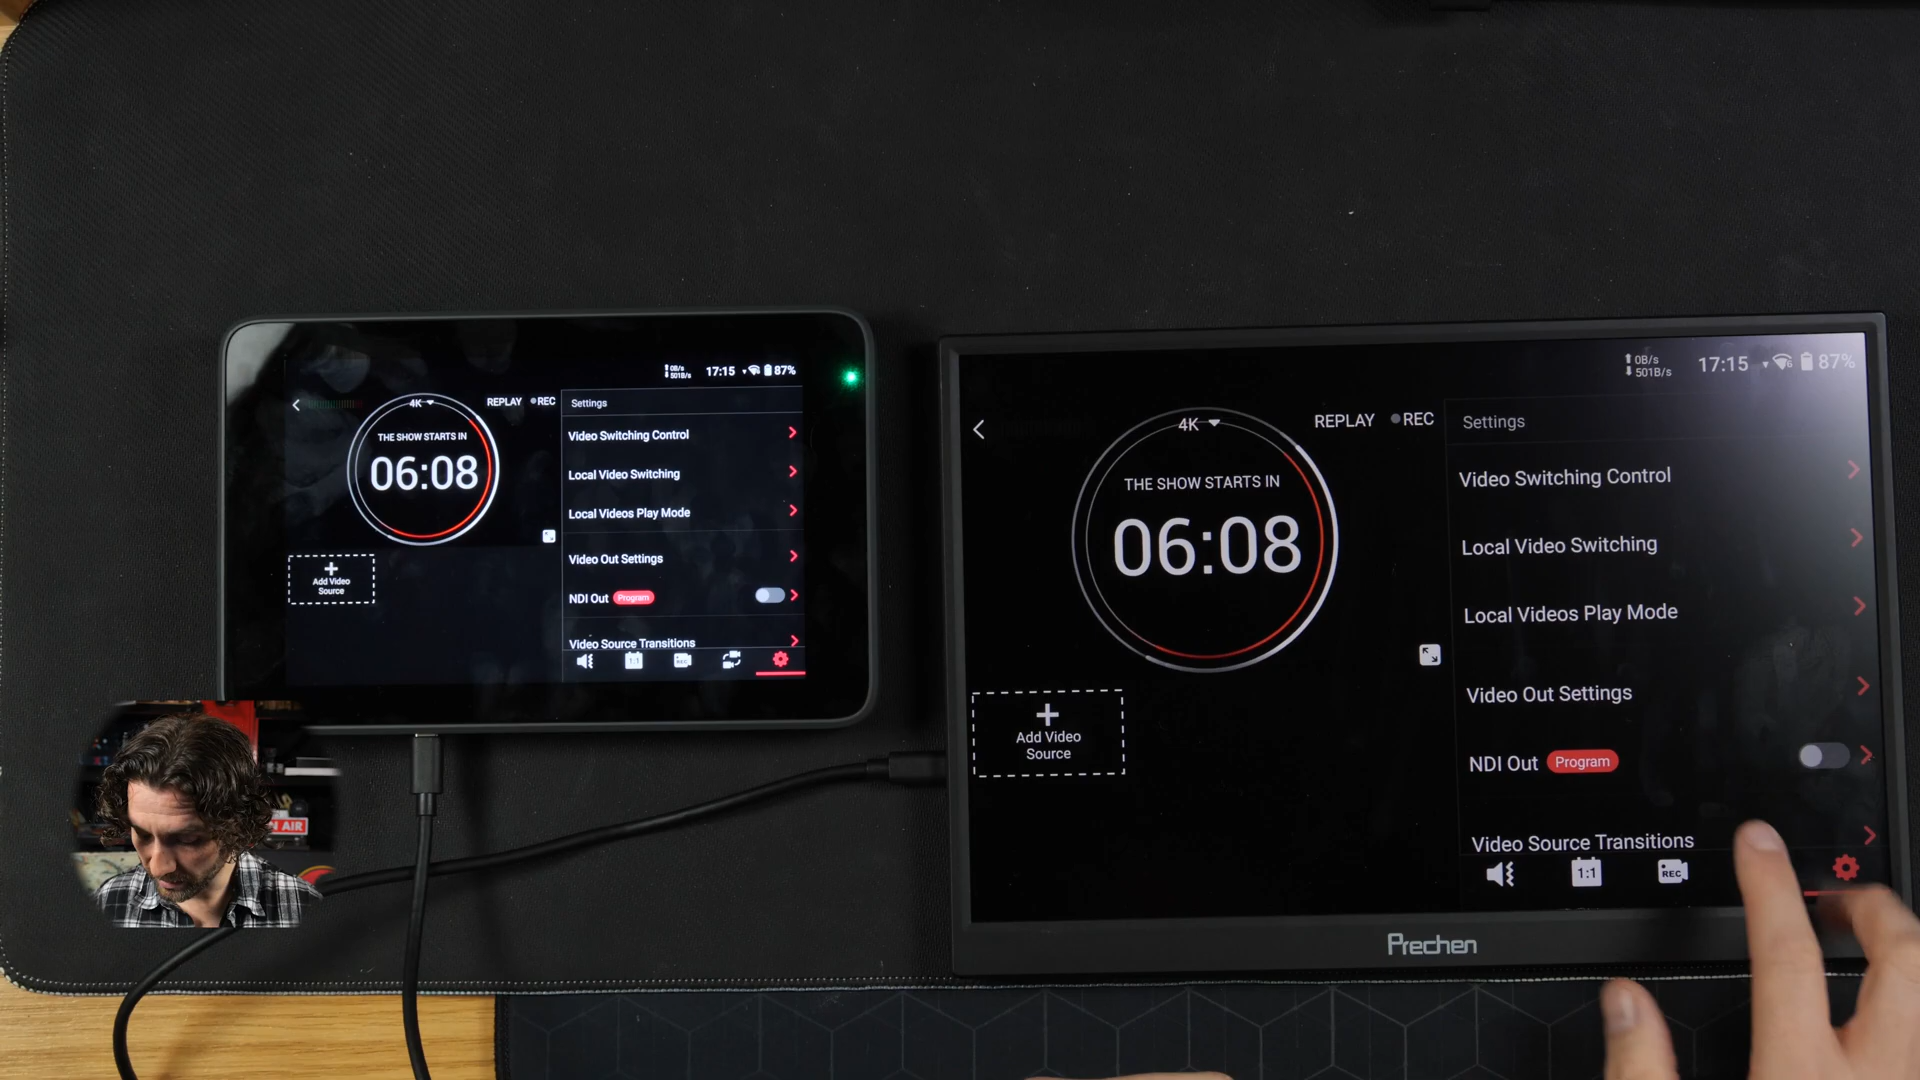 0B/s
501B/s
17:15
87%
4K
REPLAY
REC
Settings
THE SHOW STARTS IN
06:08
Video Switching Control
Local Video Switching
Local Videos Play Mode
Video Out Settings
NDI Out Program
Video Source Transitions
Add Video
Source
1:1
REC
0B/s
501B/s
17:15
6
87%
4K
REPLAY
REC
Settings
THE SHOW STARTS IN
06:08
Video Switching Control
Local Video Switching
Local Videos Play Mode
Video Out Settings
NDI Out Program
Video Source Transitions
Add Video
Source
1:1
REC
Prechen
N AIR